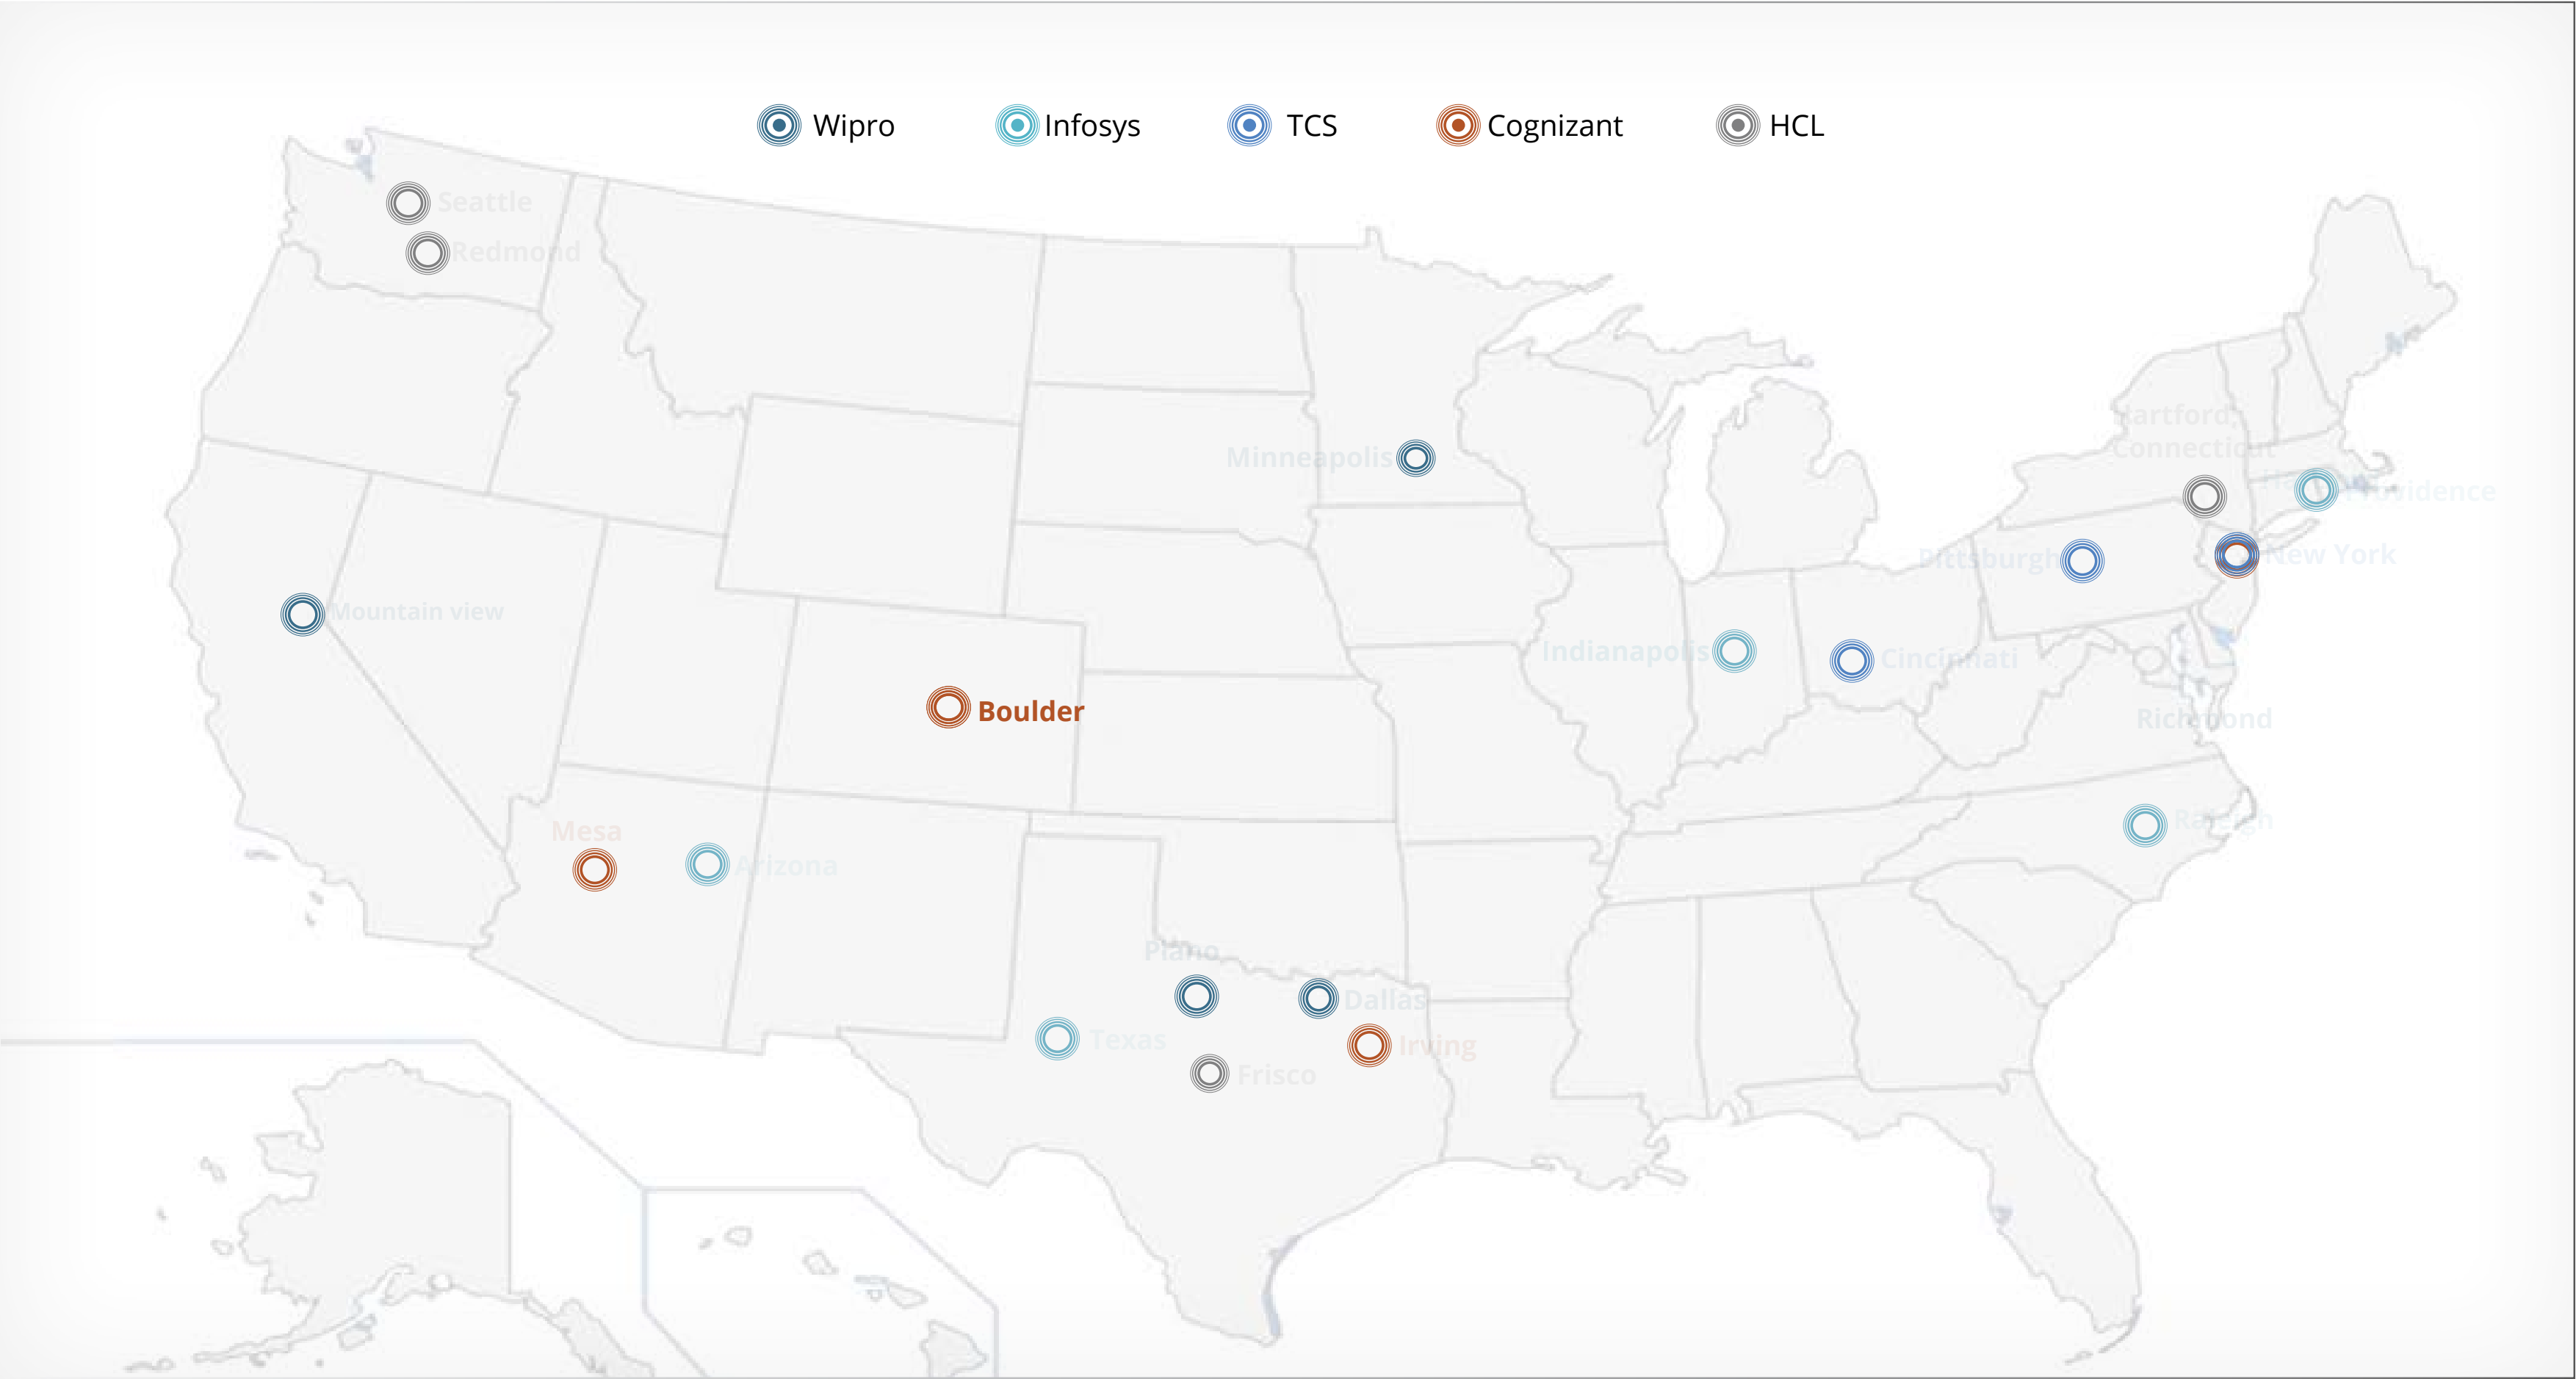 Wipro
Infosys
TCS
Cognizant
HCL
Seattle
Redmond
Hartford,
Connecticut
Minneapolis
Providence
Pittsburgh
New York
Mountain view
Indianapolis
Cincinnati
Boulder
Richmond
Mesa
Arizona
Raleigh
Plano
Dallas
Texas
Irving
Frisco